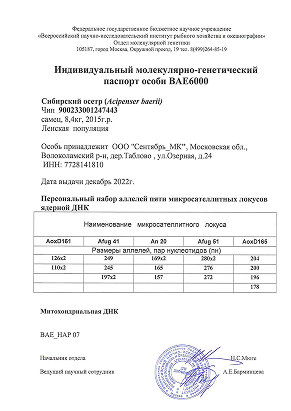 Федеральное государственное бюджетное научное учреждение
«Всероссийский научно-исследовательский институт рыбного хозяйства и океанографии»
Отдел молекулярной генетики
105187, город Москва, Окружной проезд, 19 тел. 8(499)264-85-19
Индивидуальный молекулярно-генетический
паспорт особи BAE6000
Сибирский осетр (Acipenser baerii)
Чип 900233001247443
самец, 8,4кг, 2015г.р.
Ленская популяция
Особь принадлежит ООО "Сентябрь_МК", Московская обл.,
Волоколамский р-н, дер.Таблово , ул.Озерная, д.24
ИНН: 7728141810
Дата выдачи декабрь 2022г.
Персональный набор аллелей пяти микросателлитных локусов
ядерной ДНК
Наименование микросателлитного локуса
AoxD161 Afug 41 An 20 Afug 51 AoxD165
Размеры аллелей, пар нуклеотидов (пн)
126x2 249 169x2 280x2 204
110x2 245 165 276 200
197x2 157 272 196
178
Митохондриальная ДНК
BAE_HAP 07
Начальник отдела Н.С.Мюге
Ведущий научный сотрудник А.Е.Барминцева